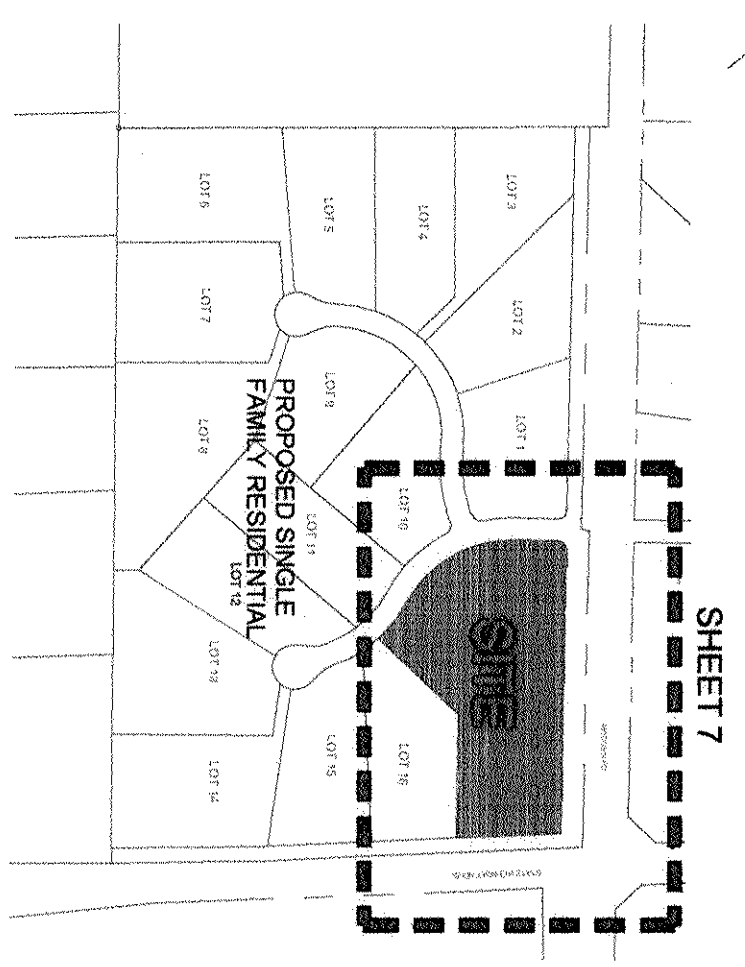 SHEET 7
LOT 6
LOT 5
LOT 4
LOT 3
LOT 7
LOT 2
LOT 8
LOT 9
LOT 1
PROPOSED SINGLE
FAMILY RESIDENTIAL
LOT 10
LOT 11
LOT 12
SITE
LOT 13
LOT 14
LOT 15
LOT 16